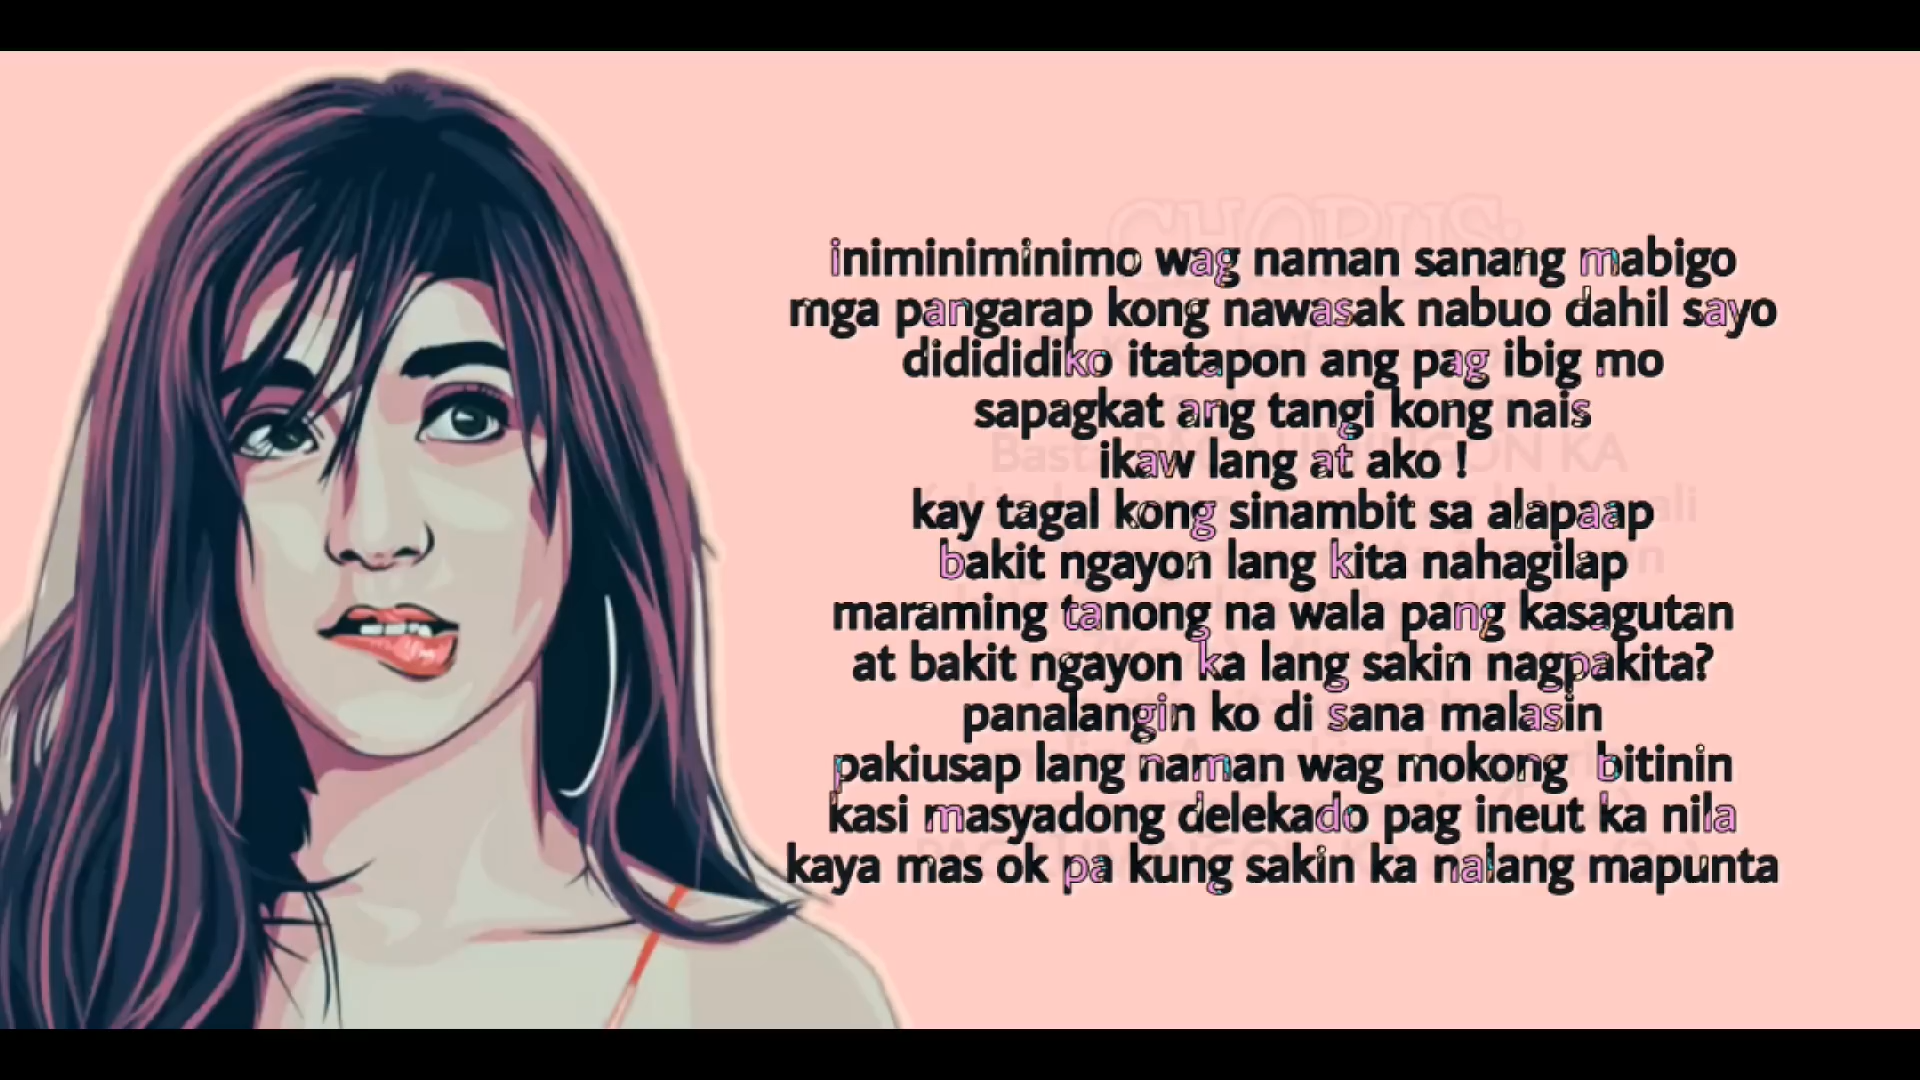 CHORUS:
iniminiminimo wag naman sanang mabigo
mga pangarap kong nawasak nabuo dahil sayo
didididiko itatapon ang pag ibig mo
sapagkat ang tangi kong nais
ikaw lang at ako !
kay tagal kong sinambit sa alapaap
bakit ngayon lang kita nahagilap
maraming tanong na wala pang kasagutan
at bakit ngayon ka lang sakin nagpakita?
panalangin ko di sana malasin
pakiusap lang naman wag mokong bitinin
kasi masyadong delekado pag ineut ka nila
kaya mas ok pa kung sakin ka nalang mapunta